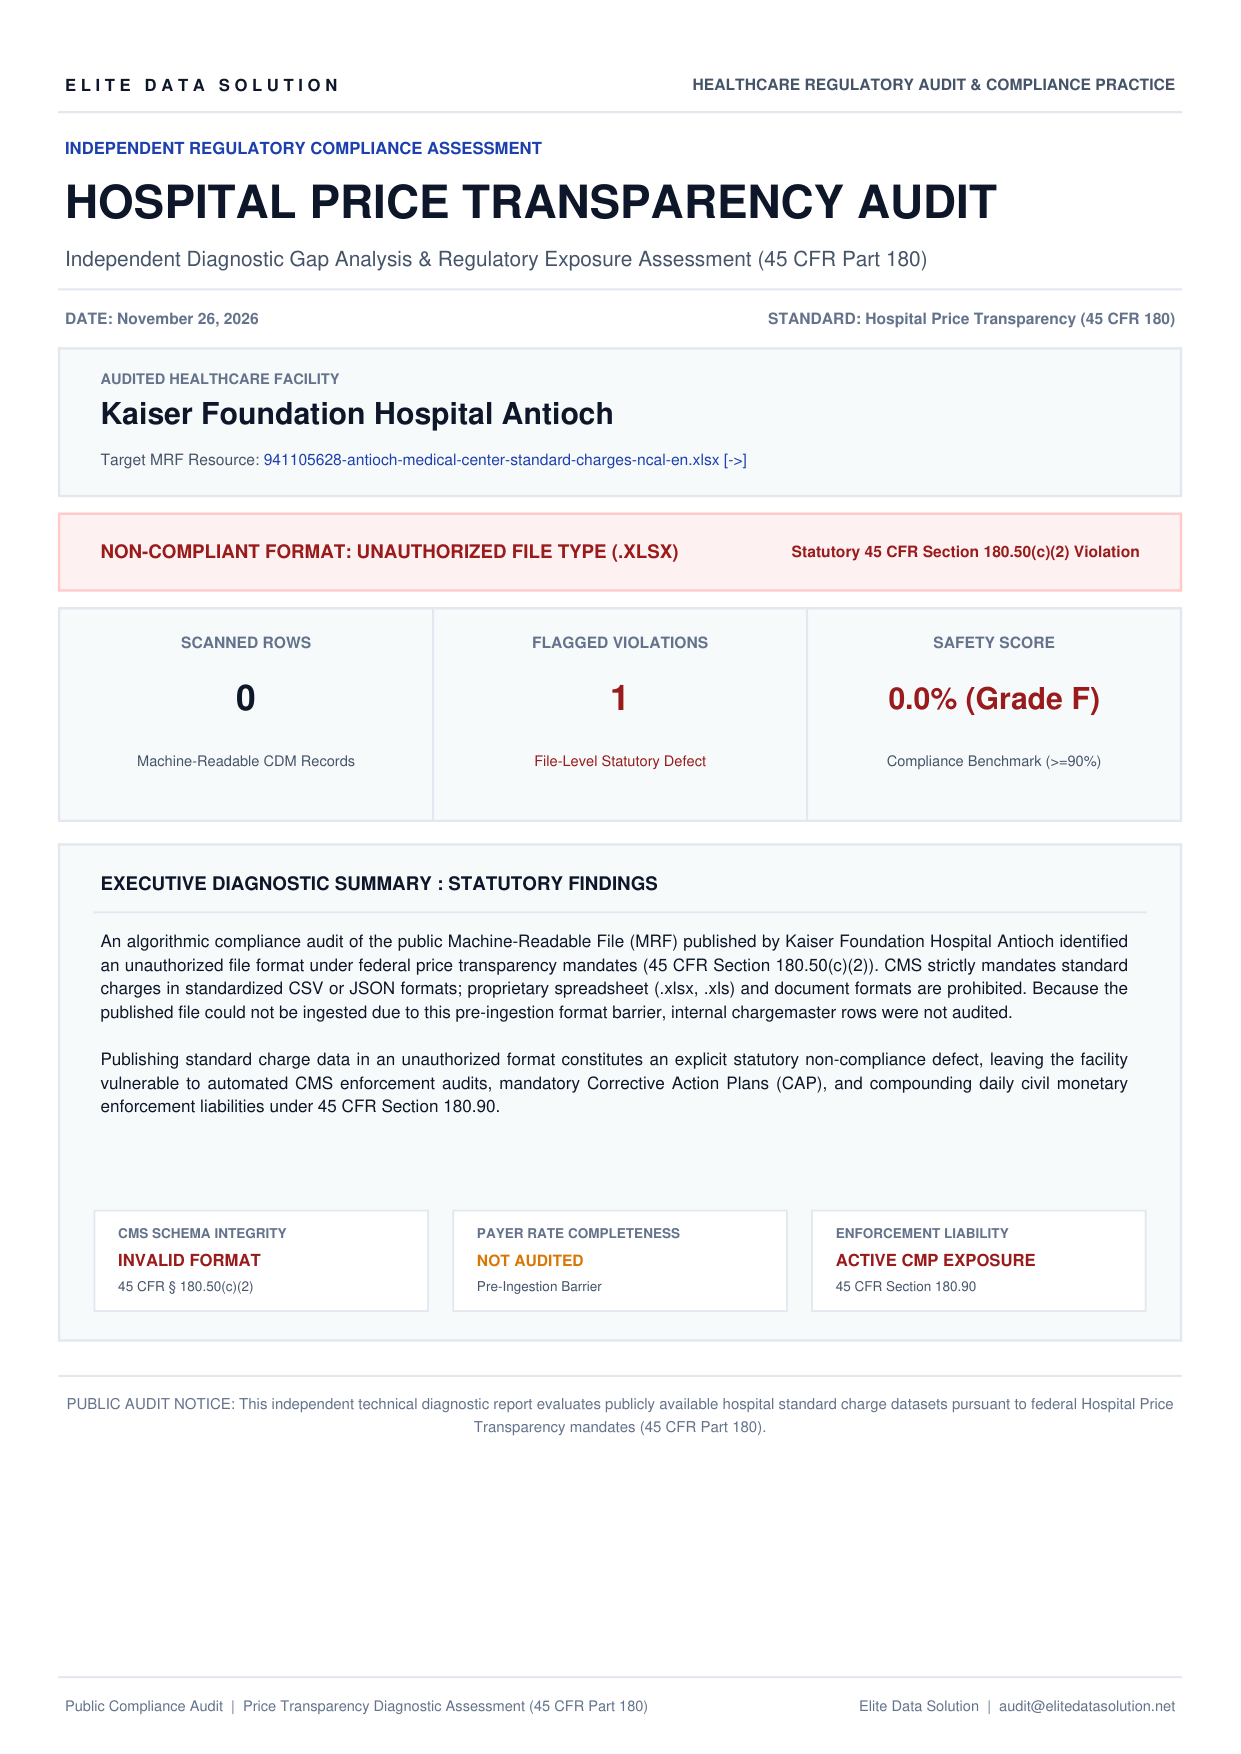 ELITE DATA SOLUTION
HEALTHCARE REGULATORY AUDIT & COMPLIANCE PRACTICE
INDEPENDENT REGULATORY COMPLIANCE ASSESSMENT
HOSPITAL PRICE TRANSPARENCY AUDIT
Independent Diagnostic Gap Analysis & Regulatory Exposure Assessment (45 CFR Part 180)
DATE: November 26, 2026
STANDARD: Hospital Price Transparency (45 CFR 180)
AUDITED HEALTHCARE FACILITY
Kaiser Foundation Hospital Antioch
Target MRF Resource: 941105628-antioch-medical-center-standard-charges-ncal-en.xlsx [->]
NON-COMPLIANT FORMAT: UNAUTHORIZED FILE TYPE (.XLSX)
Statutory 45 CFR Section 180.50(c)(2) Violation
SCANNED ROWS
0
Machine-Readable CDM Records
FLAGGED VIOLATIONS
1
File-Level Statutory Defect
SAFETY SCORE
0.0% (Grade F)
Compliance Benchmark (>=90%)
EXECUTIVE DIAGNOSTIC SUMMARY : STATUTORY FINDINGS
An algorithmic compliance audit of the public Machine-Readable File (MRF) published by Kaiser Foundation Hospital Antioch identified
an unauthorized file format under federal price transparency mandates (45 CFR Section 180.50(c)(2)). CMS strictly mandates standard
charges in standardized CSV or JSON formats; proprietary spreadsheet (.xlsx, .xls) and document formats are prohibited. Because the
published file could not be ingested due to this pre-ingestion format barrier, internal chargemaster rows were not audited.
Publishing standard charge data in an unauthorized format constitutes an explicit statutory non-compliance defect, leaving the facility
vulnerable to automated CMS enforcement audits, mandatory Corrective Action Plans (CAP), and compounding daily civil monetary
enforcement liabilities under 45 CFR Section 180.90.
CMS SCHEMA INTEGRITY
INVALID FORMAT
45 CFR § 180.50(c)(2)
PAYER RATE COMPLETENESS
NOT AUDITED
Pre-Ingestion Barrier
ENFORCEMENT LIABILITY
ACTIVE CMP EXPOSURE
45 CFR Section 180.90
PUBLIC AUDIT NOTICE: This independent technical diagnostic report evaluates publicly available hospital standard charge datasets pursuant to federal Hospital Price
Transparency mandates (45 CFR Part 180).
Public Compliance Audit | Price Transparency Diagnostic Assessment (45 CFR Part 180)
Elite Data Solution | audit@elitedatasolution.net